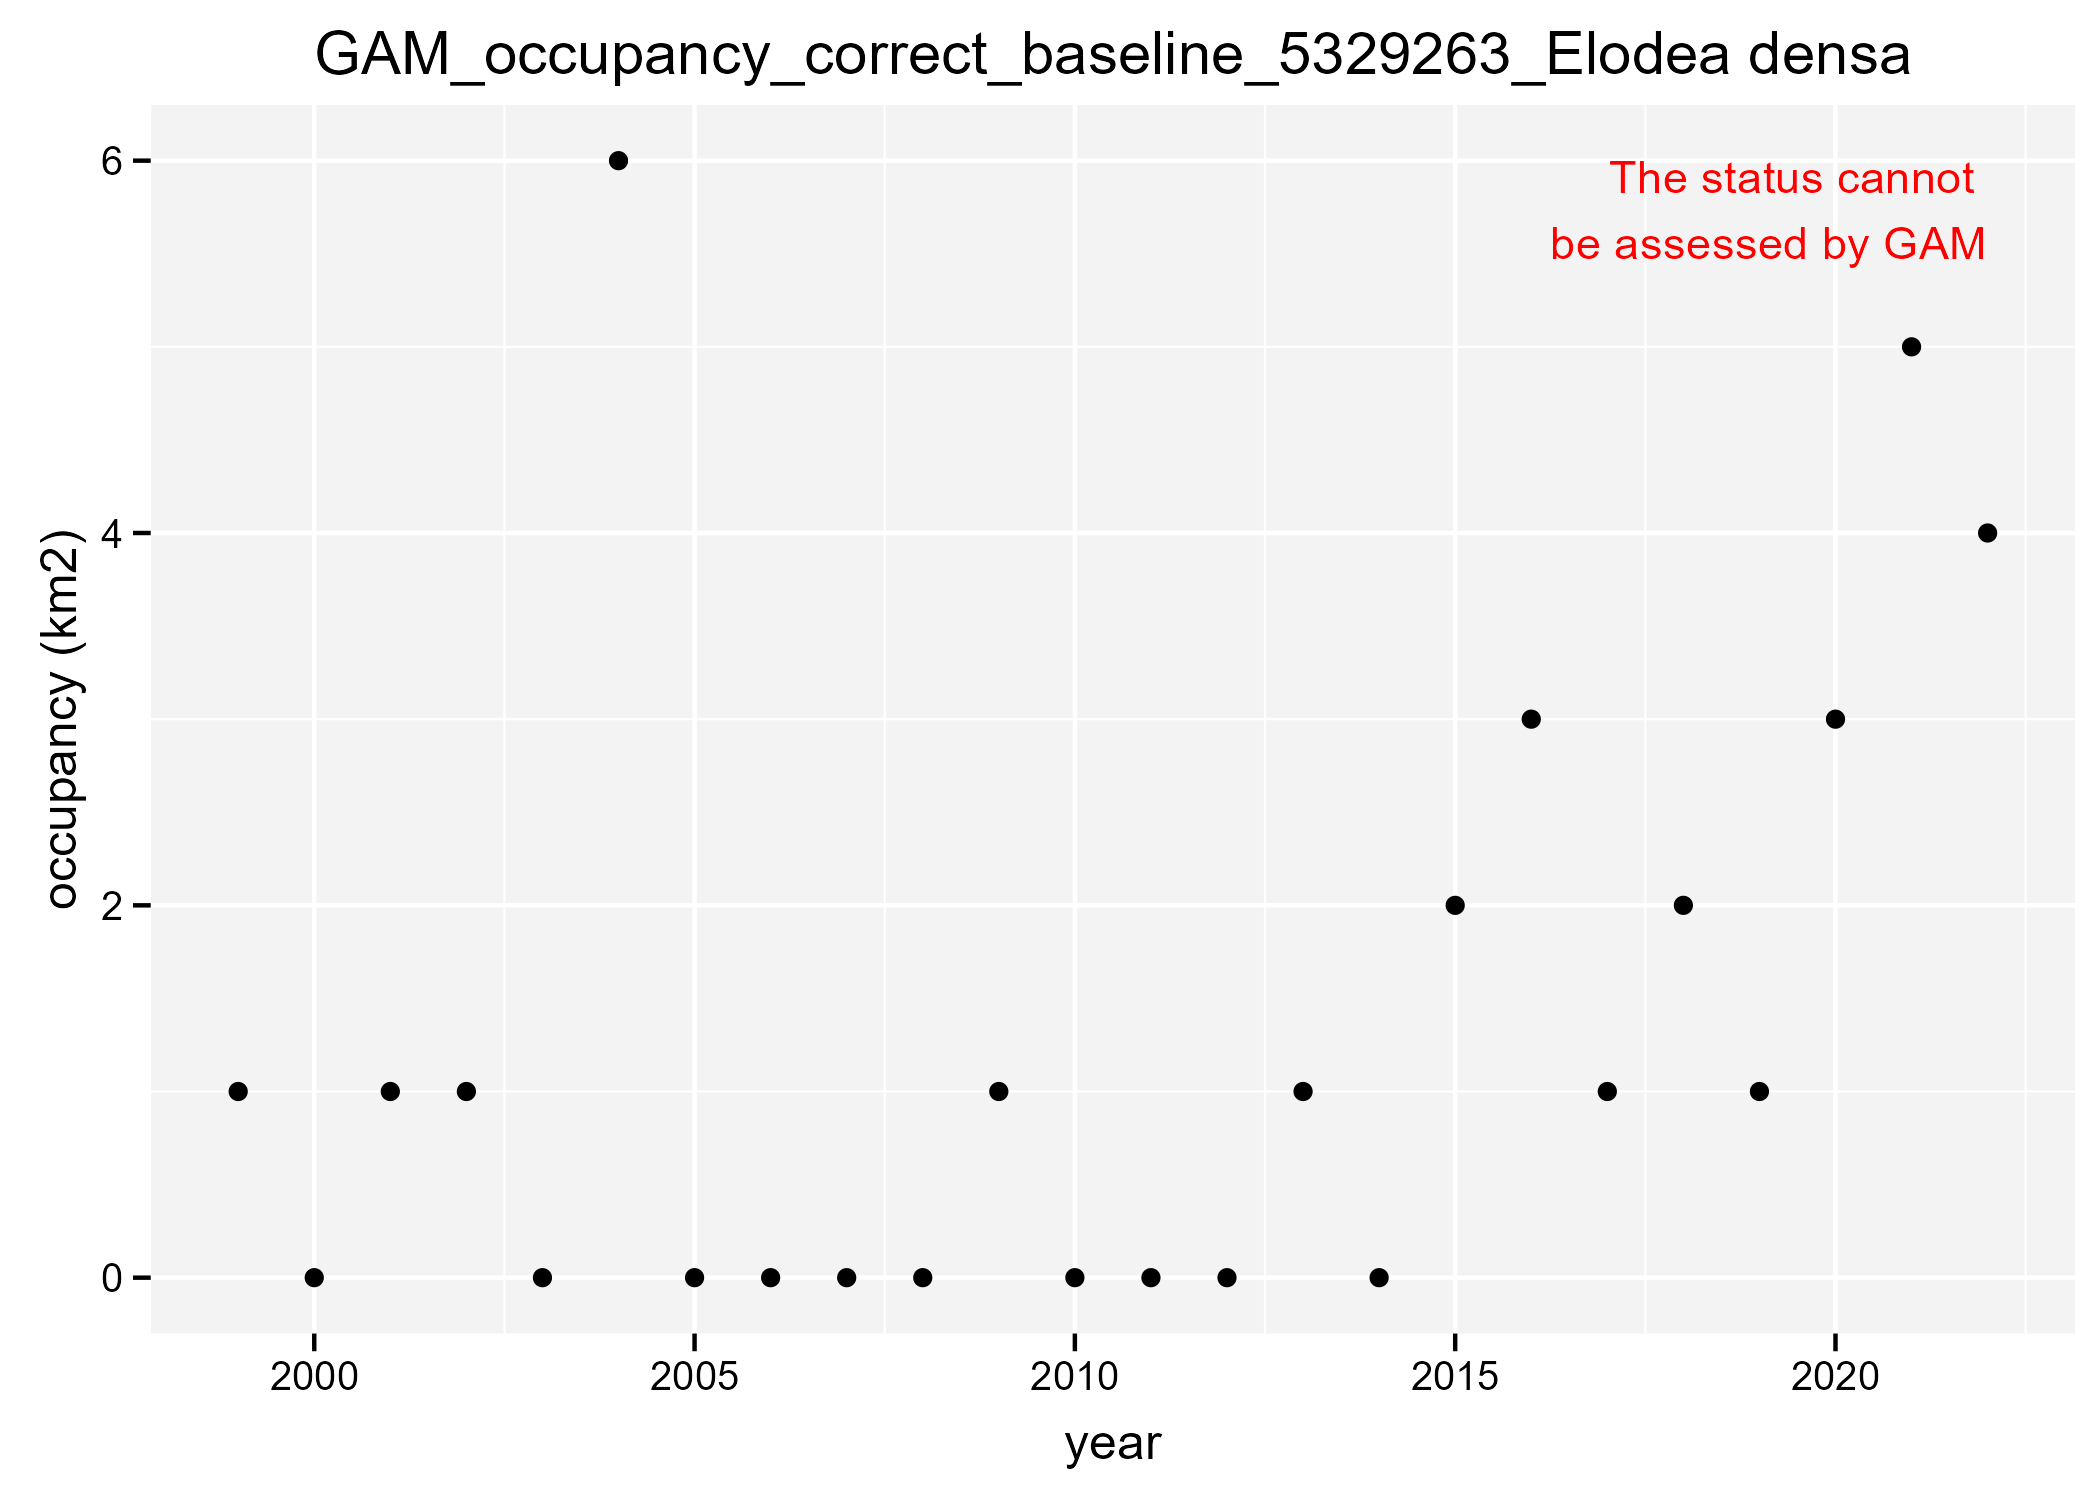 GAM_occupancy_correct_baseline_5329263_Elodea densa
The status cannot
be assessed by GAM
occupancy (km2)
6
4
2
0
2000 2005 2010 2015 2020
year